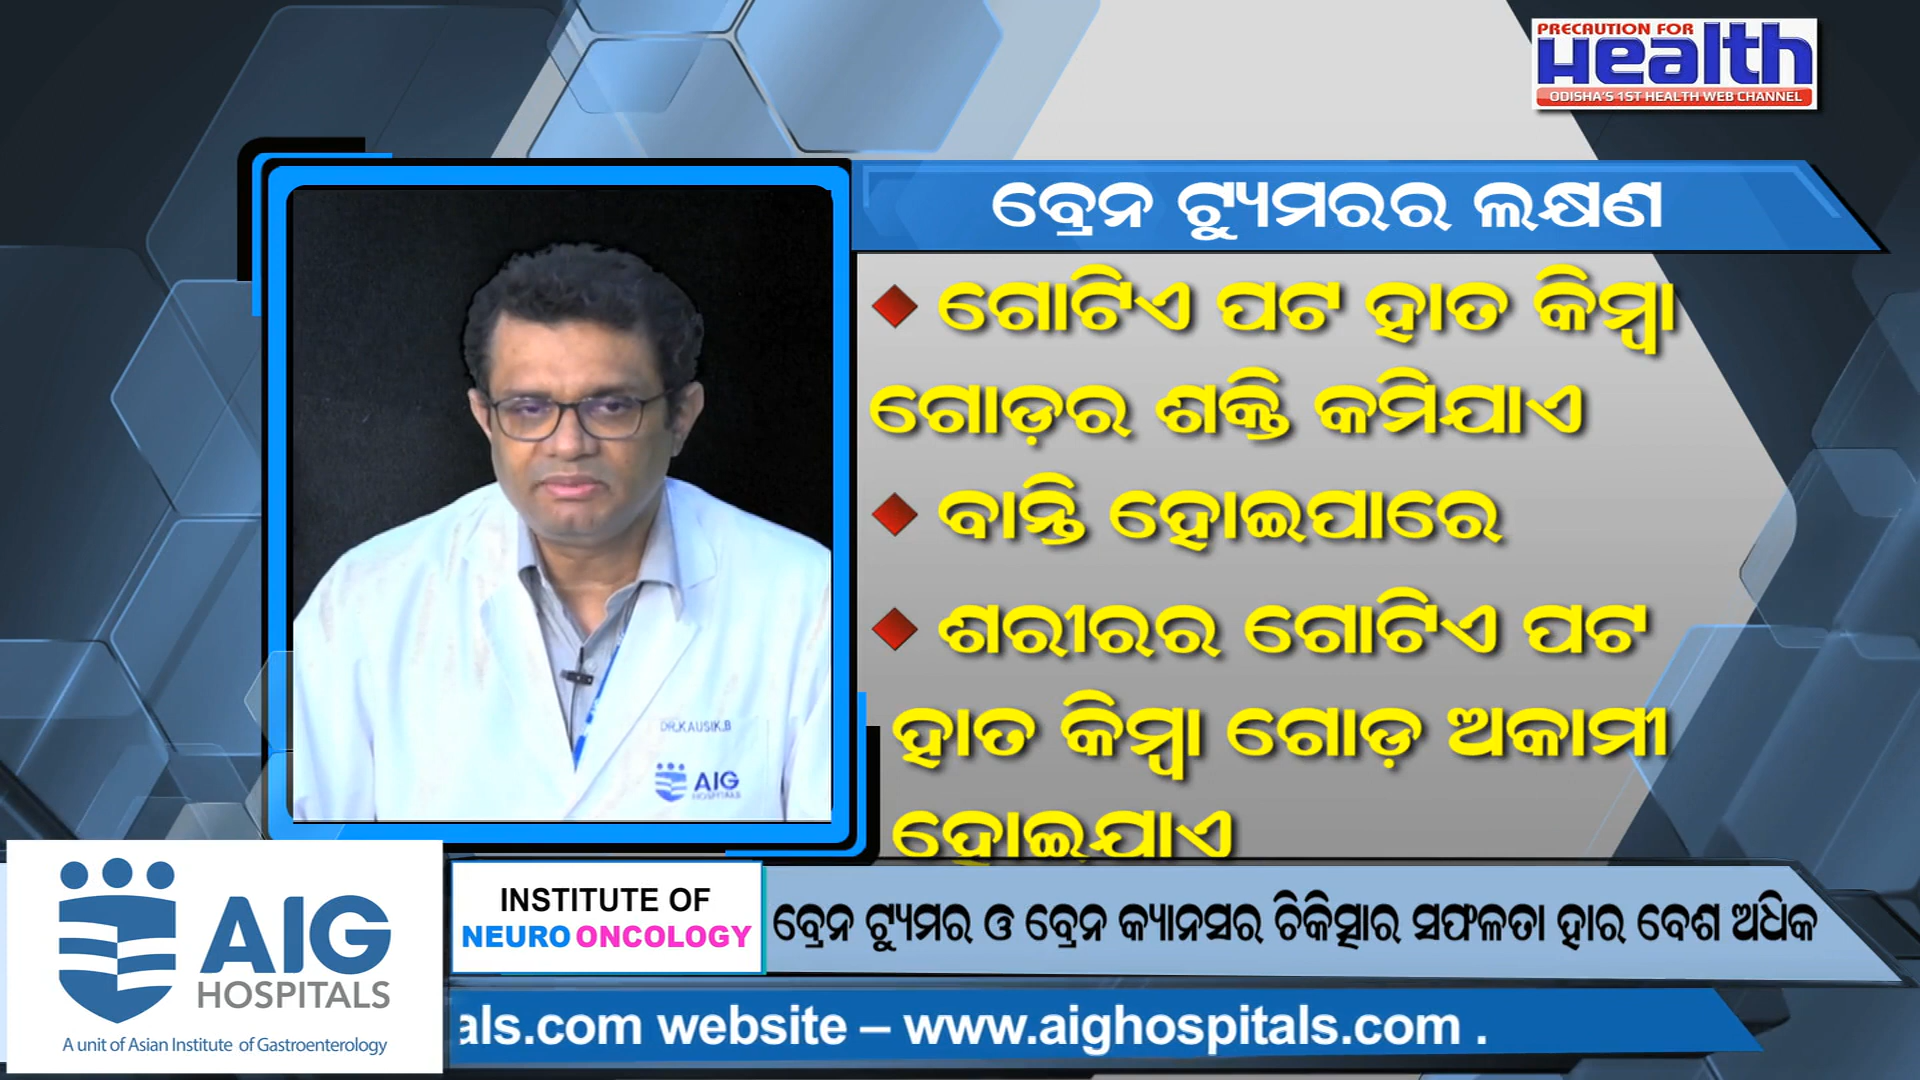 PRECAUTION FOR
Health
ODISHA'S 1ST HEALTH WEB CHANNEL
ବ୍ରେନ ଟ୍ୟୁମରର ଲକ୍ଷଣ
ଗୋଟିଏ ପଟ ହାତ କିମ୍ବା
ଗୋଡ଼ର ଶକ୍ତି କମିଯାଏ
ବାନ୍ତି ହୋଇପାରେ
ଶରୀରର ଗୋଟିଏ ପଟ
ହାତ କିମ୍ବା ଗୋଡ଼ ଅକାମୀ
ହୋଇଯାଏ
DR.KAUSIK.B
AIG
HOSPITALS
AIG
HOSPITALS
A unit of Asian Institute of Gastroenterology
INSTITUTE OF
NEURO ONCOLOGY
ବ୍ରେନ ଟ୍ୟୁମର ଓ ବ୍ରେନ କ୍ୟାନସର ଚିକିତ୍ସାର ସଫଳତା ହାର ବେଶ ଅଧିକ
als.com website – www.aighospitals.com .